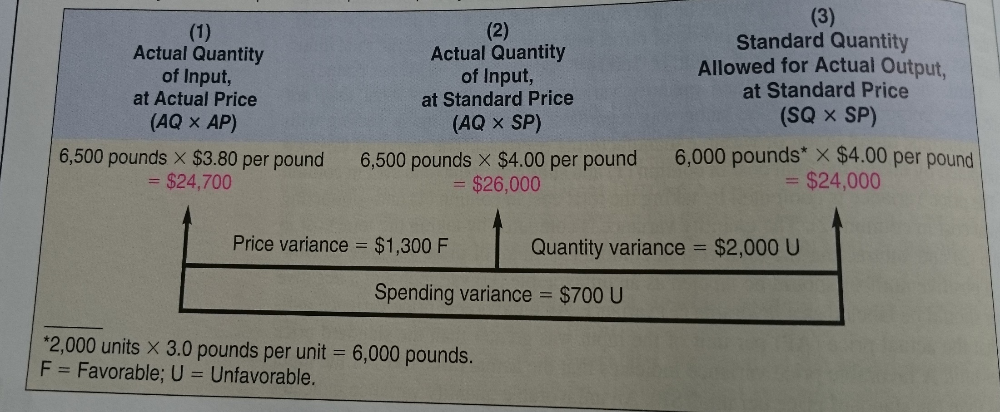 (1)
Actual Quantity
of Input,
at Actual Price
(AQ × AP)
(2)
Actual Quantity
of Input,
at Standard Price
(AQ × SP)
(3)
Standard Quantity
Allowed for Actual Output,
at Standard Price
(SQ × SP)
6,500 pounds × $3.80 per pound
= $24,700
6,500 pounds × $4.00 per pound
= $26,000
6,000 pounds* × $4.00 per pound
= $24,000
Price variance = $1,300 F
Quantity variance = $2,000 U
Spending variance = $700 U
*2,000 units × 3.0 pounds per unit = 6,000 pounds.
F = Favorable; U = Unfavorable.